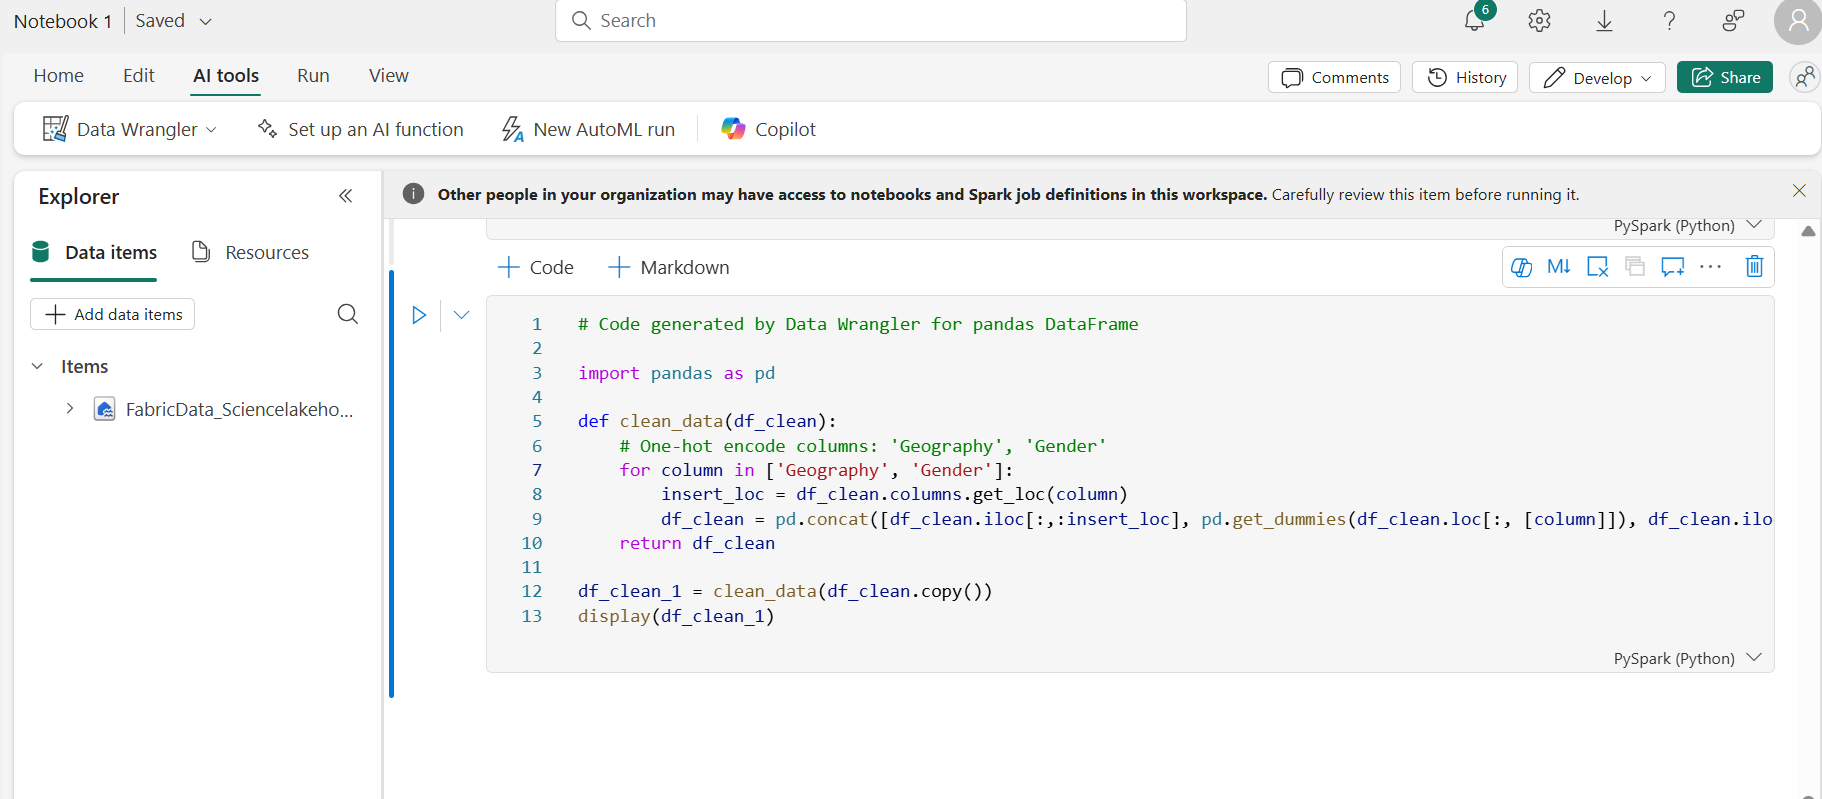 Notebook 1 Saved
Search
6
Home Edit AI tools Run View
Comments History Develop Share
Data Wrangler Set up an AI function New AutoML run Copilot
Explorer
Other people in your organization may have access to notebooks and Spark job definitions in this workspace. Carefully review this item before running it.
PySpark (Python)
Data items Resources
+ Code + Markdown
M↓ ...
+ Add data items
Items
FabricData_Sciencelakeho...
1 # Code generated by Data Wrangler for pandas DataFrame
2
3 import pandas as pd
4
5 def clean_data(df_clean):
6 # One-hot encode columns: 'Geography', 'Gender'
7 for column in ['Geography', 'Gender']:
8 insert_loc = df_clean.columns.get_loc(column)
9 df_clean = pd.concat([df_clean.iloc[:,:insert_loc], pd.get_dummies(df_clean.loc[:, [column]]), df_clean.ilo
10 return df_clean
11
12 df_clean_1 = clean_data(df_clean.copy())
13 display(df_clean_1)
PySpark (Python)